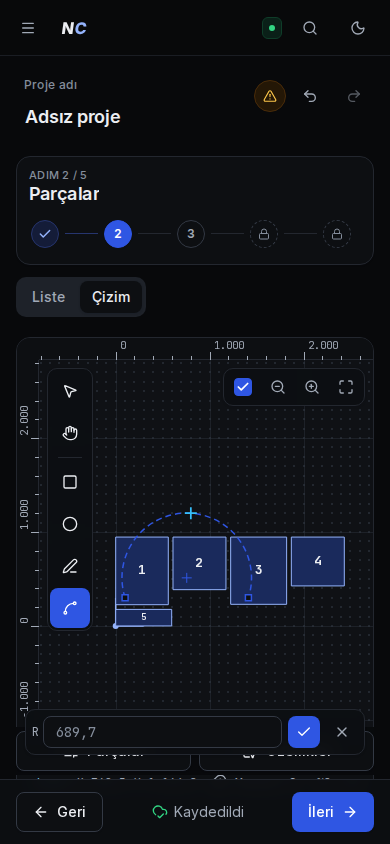 NC
Proje adı
Adsız proje
ADIM 2 / 5
Parçalar
2
3
Liste
Çizim
0
1.000
2.000
2.000
1.000
0
-1.000
1
2
3
4
5
R
689,7
Geri
Kaydedildi
İleri